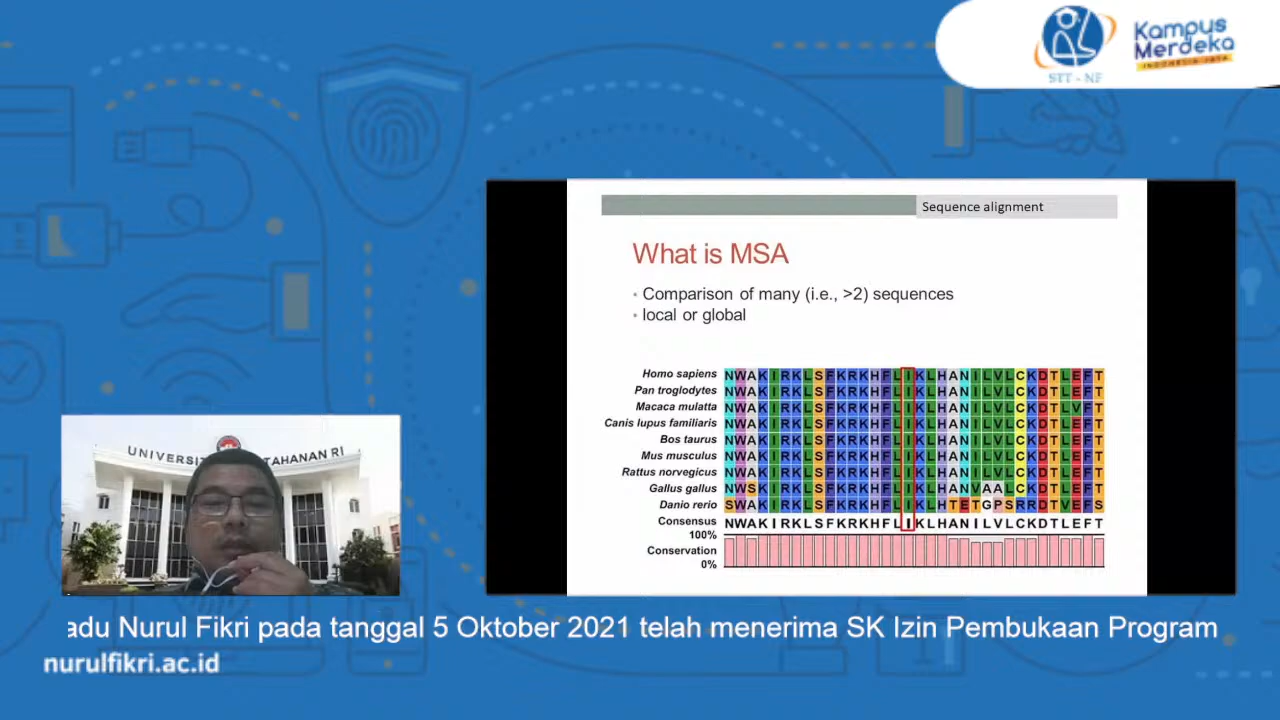 Kampus
Merdeka
INDONESIA JAYA
STT - NF
Sequence alignment
What is MSA
• Comparison of many (i.e., >2) sequences
• local or global
Homo sapiens NWAKIRKLSFKRKHFLIKLHANILVLCKDTLEFT
Pan troglodytes NWAKIRKLSFKRKHFLIKLHANILVLCKDTLEFT
Macaca mulatta NWAKIRKLSFKRKHFLIKLHANILVLCKDTLVFT
Canis lupus familiaris NWAKIRKLSFKRKHFLIKLHANILVLCKDTLEFT
Bos taurus NWAKIRKLSFKRKHFLIKLHANILVLCKDTLEFT
Mus musculus NWAKIRKLSFKRKHFLIKLHANILVLCKDTLEFT
Rattus norvegicus NWAKIRKLSFKRKHFLIKLHANILVLCKDTLEFT
Gallus gallus NWSKIRKLSFKRKHFLIKLHANVAALCKDTLEFT
Danio rerio SWAKIRKLSFKRKHFLIKLHTETGPSRRDTVEFS
Consensus NWAKIRKLSFKRKHFLIKLHANILVLCKDTLEFT
100%
Conservation
0%
UNIVERSIT TAHANAN RI
adu Nurul Fikri pada tanggal 5 Oktober 2021 telah menerima SK Izin Pembukaan Program
nurulfikri.ac.id